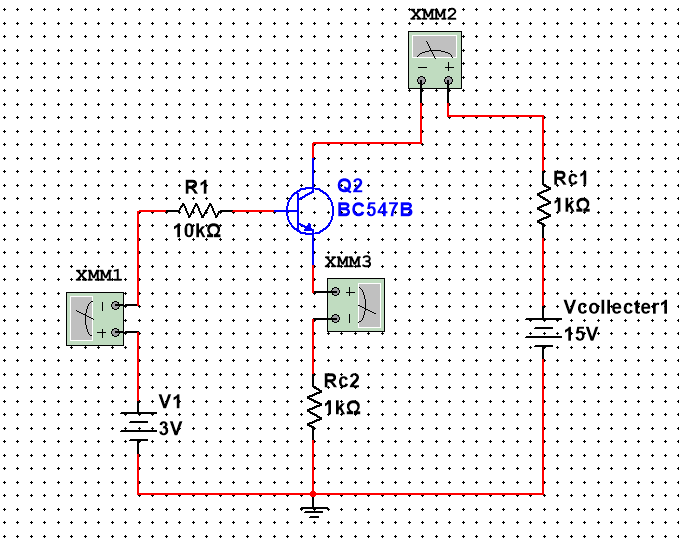 XMM2
− +
Q2
BC547B
R1
10kΩ
Rc1
1kΩ
XMM1
−
+
XMM3
+
−
Vcollecter1
15V
Rc2
1kΩ
V1
3V